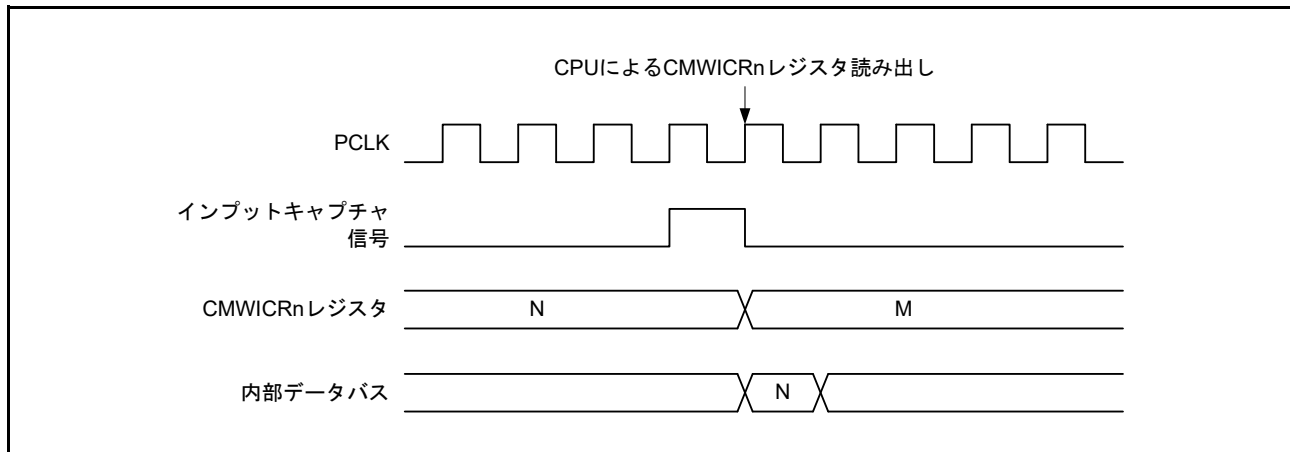 CPUによるCMWICRnレジスタ読み出し
PCLK
インプットキャプチャ
信号
CMWICRnレジスタ
N
M
内部データバス
N